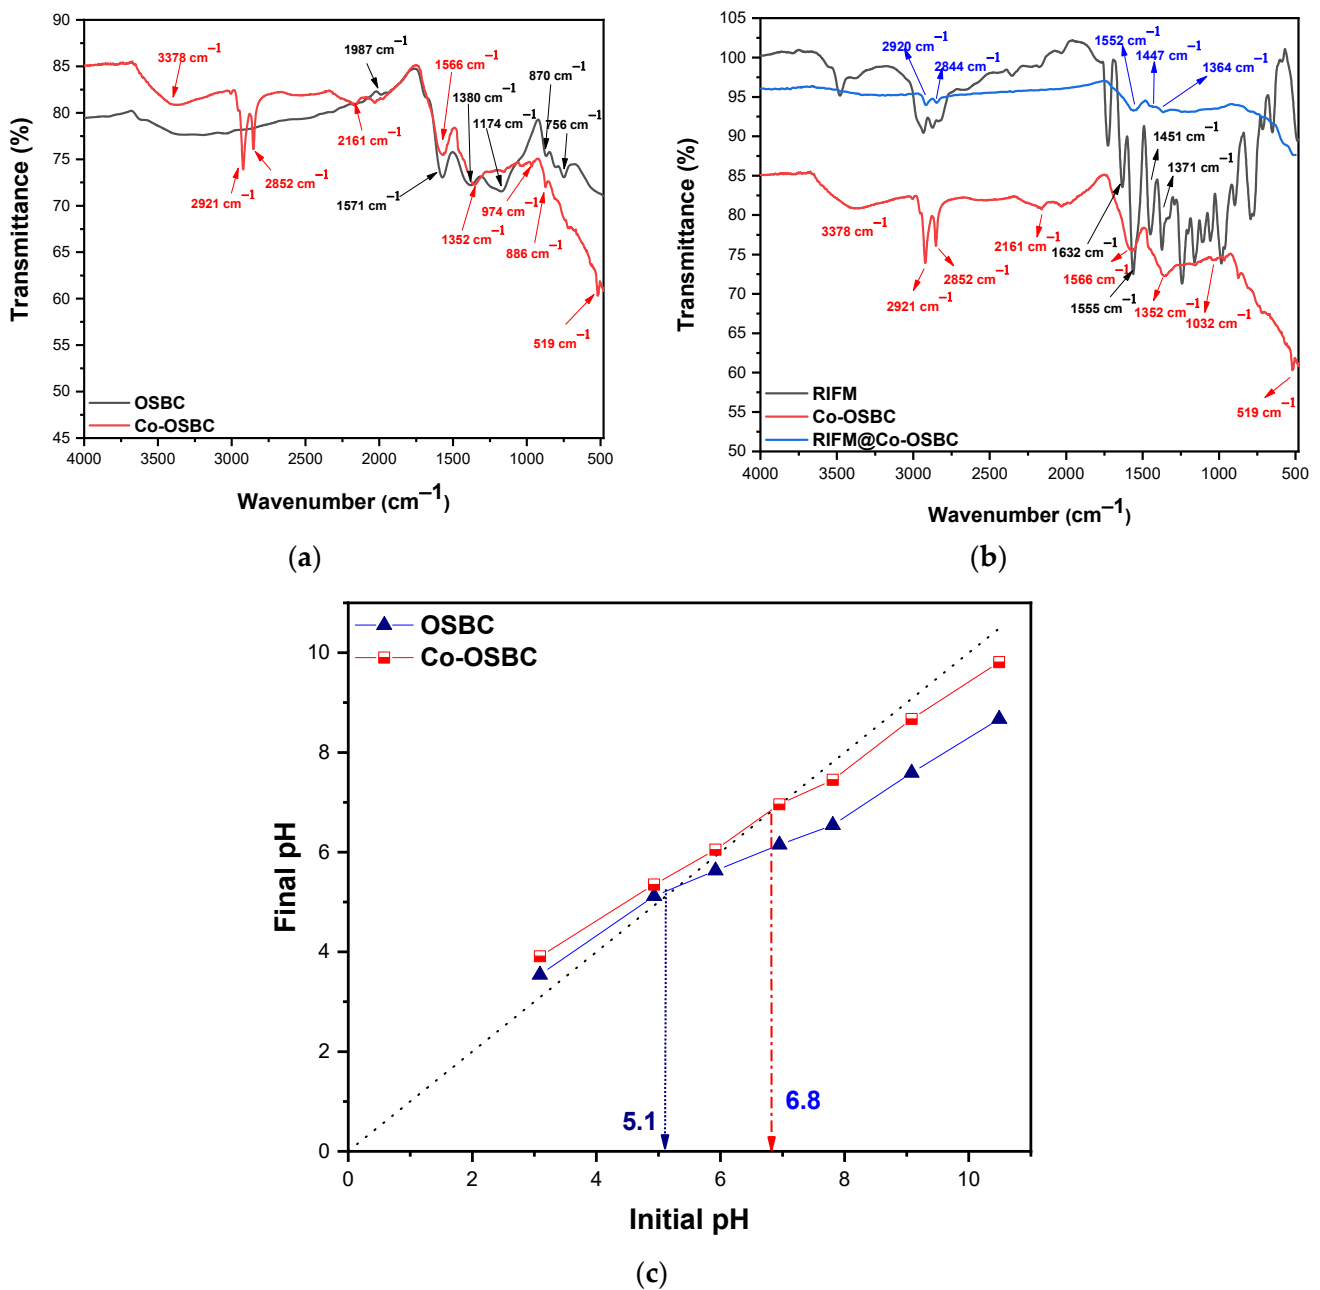 90
85
80
75
70
65
60
55
50
45
4000
3500
3000
2500
2000
1500
1000
500
Transmittance (%)
Wavenumber (cm−1)
3378 cm−1
1987 cm−1
1566 cm−1
870 cm−1
1380 cm−1
1174 cm−1
756 cm−1
2161 cm−1
2852 cm−1
2921 cm−1
1571 cm−1
974 cm−1
1352 cm−1
886 cm−1
519 cm−1
OSBC
Co-OSBC
(a)
105
100
95
90
85
80
75
70
65
60
55
50
4000
3500
3000
2500
2000
1500
1000
500
Transmittance (%)
Wavenumber (cm−1)
2920 cm−1
2844 cm−1
1552 cm−1
1447 cm−1
1364 cm−1
1451 cm−1
1371 cm−1
3378 cm−1
2161 cm−1
1632 cm−1
2852 cm−1
1566 cm−1
2921 cm−1
1555 cm−1
1352 cm−1
1032 cm−1
519 cm−1
RIFM
Co-OSBC
RIFM@Co-OSBC
(b)
OSBC
Co-OSBC
10
8
6
4
2
0
0
2
4
6
8
10
Final pH
5.1
6.8
Initial pH
(c)